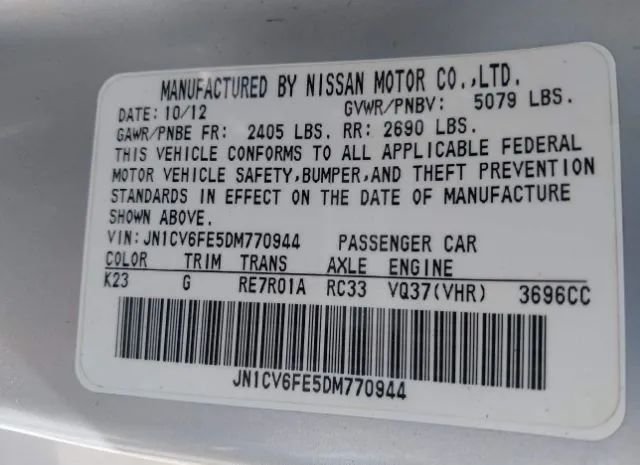 MANUFACTURED BY NISSAN MOTOR CO.,LTD.
DATE: 10/12 GVWR/PNBV: 5079 LBS.
GAWR/PNBE FR: 2405 LBS. RR: 2690 LBS.
THIS VEHICLE CONFORMS TO ALL APPLICABLE FEDERAL
MOTOR VEHICLE SAFETY,BUMPER,AND THEFT PREVENTION
STANDARDS IN EFFECT ON THE DATE OF MANUFACTURE
SHOWN ABOVE.
VIN:JN1CV6FE5DM770944 PASSENGER CAR
COLOR TRIM TRANS AXLE ENGINE
K23 G RE7R01A RC33 VQ37(VHR) 3696CC
JN1CV6FE5DM770944